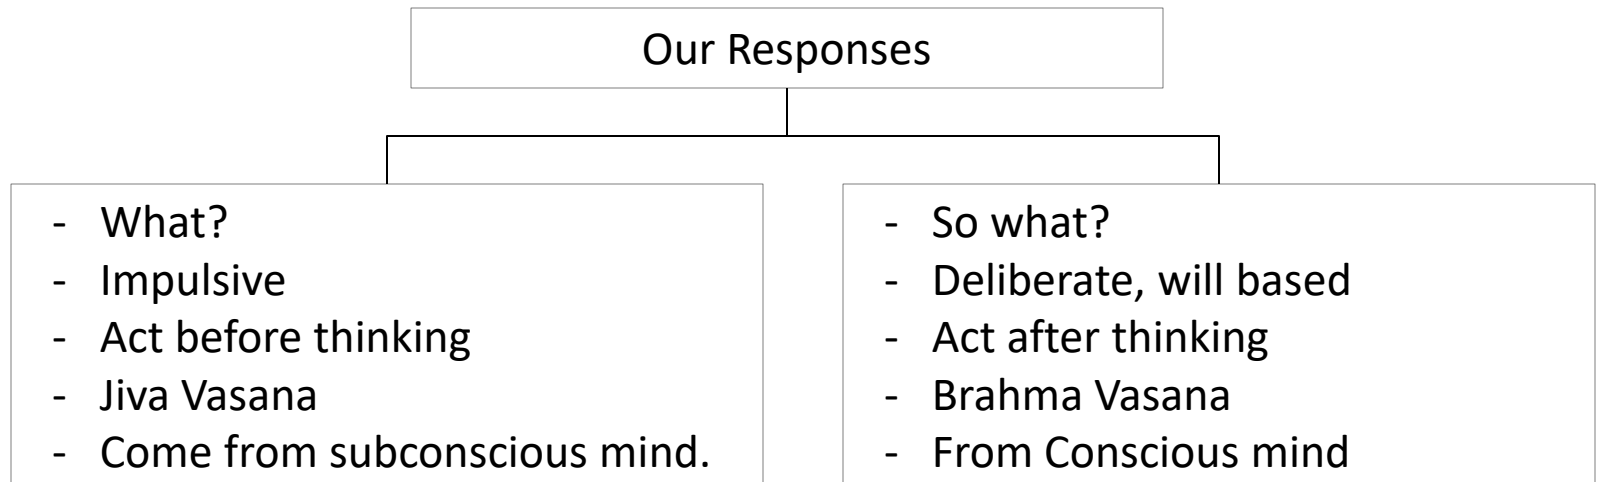 Our Responses
- What?
- Impulsive
- Act before thinking
- Jiva Vasana
- Come from subconscious mind.
- So what?
- Deliberate, will based
- Act after thinking
- Brahma Vasana
- From Conscious mind